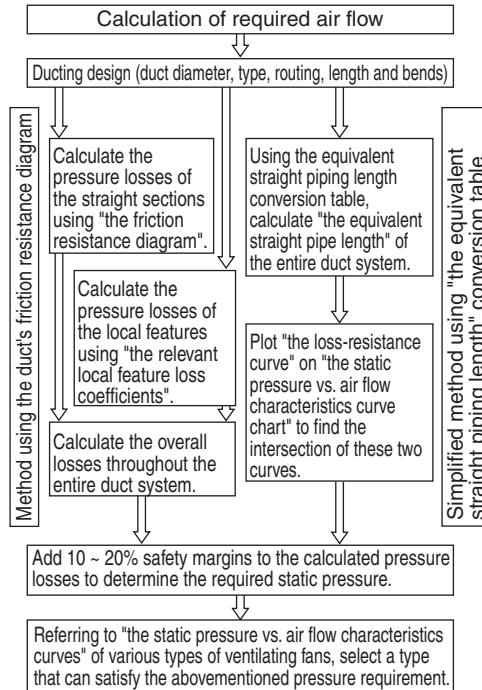 Calculation of required air flow
Ducting design (duct diameter, type, routing, length and bends)
Method using the duct's friction resistance diagram
Calculate the
pressure losses of
the straight sections
using "the friction
resistance diagram".
Calculate the
pressure losses of
the local features
using "the relevant
local feature loss
coefficients".
Calculate the overall
losses throughout the
entire duct system.
Using the equivalent
straight piping length
conversion table,
calculate "the equivalent
straight pipe length" of
the entire duct system.
Plot "the loss-resistance
curve" on "the static
pressure vs. air flow
characteristics curve
chart" to find the
intersection of these two
curves.
Simplified method using "the equivalent
straight piping length" conversion table
Add 10 ~ 20% safety margins to the calculated pressure
losses to determine the required static pressure.
Referring to "the static pressure vs. air flow characteristics
curves" of various types of ventilating fans, select a type
that can satisfy the abovementioned pressure requirement.